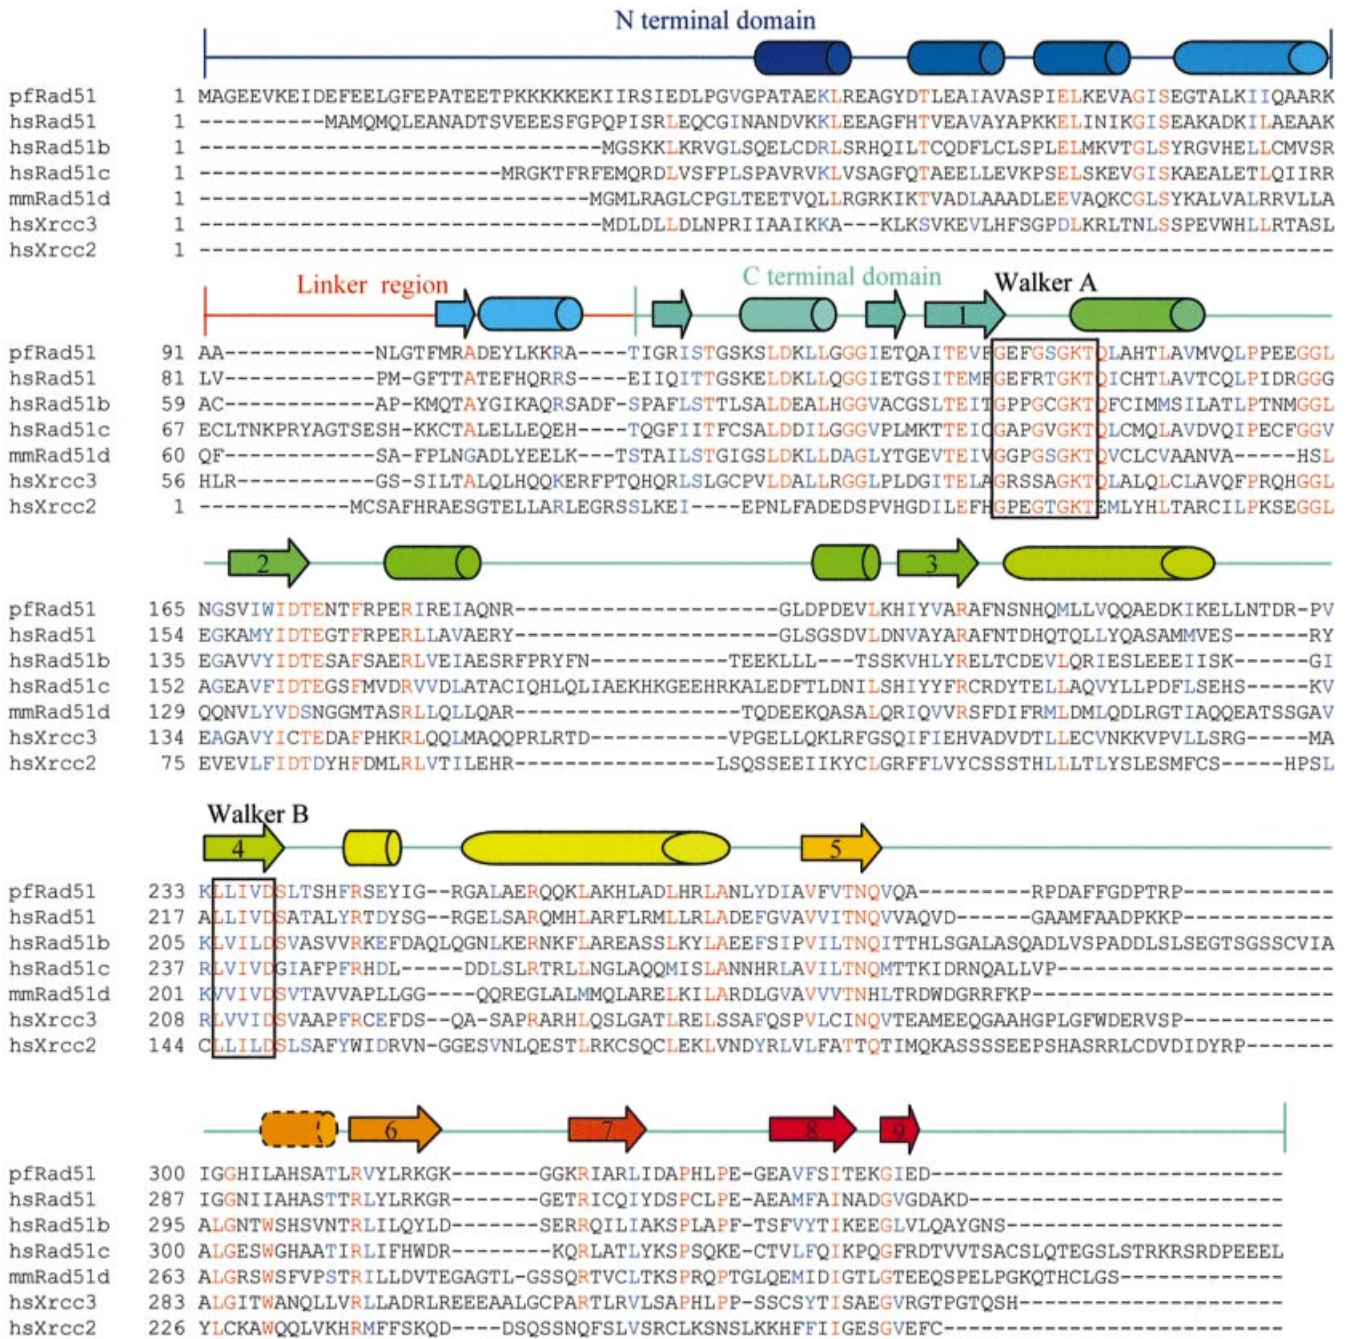 N terminal domain
pfRad51 1 MAGEEVKEIDEFEELGFEPATEETPKKKKKEKIIRSIEDLPGVGPATAEKLREAGYDTLEAIAVASPIELKEVAGISEGTALKIIQAARK
hsRad51 1 ----------MAMQMQLEANADTSVEEESFGPQPISRLEQCGINANDVKKLEEAGFHTVEAVAYAPKKELINIKGISEAKADKILAEAAK
hsRad51b 1 --------------------------------MGSKKLKRVGLSQELCDRLSRHQILTCQDFLCLSPLELMKVTGLSYRGVHELLCMVSR
hsRad51c 1 ------------------------MRGKTFRFEMQRDLVSFPLSPAVRVKLVSAGFQTAEELLEVKPSELSKEVGISKAEALETLQIIRR
mmRad51d 1 -------------------------------MGMLRAGLCPGLTEETVQLLRGRKIKTVADLAAADLEEVAQKCGLSYKALVALRRVLLA
hsXrcc3 1 --------------------------------MDLDLLDLNPRIIAAIKKA---KLKSVKEVLHFSGPDLKRLTNLSSPEVWHLLRTASL
hsXrcc2 1 ------------------------------------------------------------------------------------------
Linker region
C terminal domain
Walker A
1
pfRad51 91 AA------------NLGTFMRADEYLKKRA----TIGRISTGSKSLDKLLGGGIETQAITEVFGEFGSGKTQLAHTLAVMVQLPPEEGGL
hsRad51 81 LV------------PM-GFTTATEFHQRRS----EIIQITTGSKELDKLLQGGIETGSITEMFGEFRTGKTQICHTLAVTCQLPIDRGGG
hsRad51b 59 AC------------AP-KMQTAYGIKAQRSADF-SPAFLSTTLSALDEALHGGVACGSLTEITGPPGCGKTQFCIMMSILATLPTNMGGL
hsRad51c 67 ECLTNKPRYAGTSESH-KKCTALELLEQEH----TQGFIITFCSALDDILGGGVPLMKTTEICGAPGVGKTQLCMQLAVDVQIPECFGGV
mmRad51d 60 QF------------SA-FPLNGADLYEELK---TSTAILSTGIGSLDKLLDAGLYTGEVTEIVGGPGSGKTQVCLCVAANVA-----HSL
hsXrcc3 56 HLR-----------GS-SILTALQLHQQKERFPTQHQRLSLGCPVLDALLRGGLPLDGITELAGRSSAGKTQLALQLCLAVQFPRQHGGL
hsXrcc2 1 ------------MCSAFHRAESGTELLARLEGRSSLKEI----EPNLFADEDSPVHGDILEFHGPEGTGKTEMLYHLTARCILPKSEGGL
2
3
pfRad51 165 NGSVIWIDTENTFRPERIREIAQNR---------------------GLDPDEVLKHIYVARAFNSNHQMLLVQQAEDKIKELLNTDR-PV
hsRad51 154 EGKAMYIDTEGTFRPERLLAVAERY---------------------GLSGSDVLDNVAYARAFNTDHQTQLLYQASAMMVES------RY
hsRad51b 135 EGAVVYIDTESAFSAERLVEIAESRFPRYFN-----------TEEKLLL---TSSKVHLYRELTCDEVLQRIESLEEEIISK------GI
hsRad51c 152 AGEAVFIDTEGSFMVDRVVDLATACIQHLQLIAEKHKGEEHRKALEDFTLDNILSHIYYFRCRDYTELLAQVYLLPDFLSEHS-----KV
mmRad51d 129 QQNVLYVDSNGGMTASRLLQLLQAR------------------TQDEEKQASALQRIQVVRSFDIFRMLDMLQDLRGTIAQQEATSSGAV
hsXrcc3 134 EAGAVYICTEDAFPHKRLQQLMAQQPRLRTD-----------VPGELLQKLRFGSQIFIEHVADVDTLLECVNKKVPVLLSRG-----MA
hsXrcc2 75 EVEVLFIDTDYHFDMLRLVTILEHR----------------LSQSSEEIIKYCLGRFFLVYCSSSTHLLLTLYSLESMFCS-----HPSL
Walker B
4
5
pfRad51 233 KLLIVDSLTSHFRSEYIG--RGALAERQQKLAKHLADLHRLANLYDIAVFVTNQVQA---------RPDAFFGDPTRP------------
hsRad51 217 ALLIVDSATALYRTDYSG--RGELSARQMHLARFLRMLLRLADEFGVAVVITNQVVAQVD------GAAMFAADPKKP------------
hsRad51b 205 KLVILDSVASVVRKEFDAQLQGNLKERNKFLAREASSLKYLAEEFSIPVILTNQITTHLSGALASQADLVSPADDLSLSEGTSGSSCVIA
hsRad51c 237 RLVIVDGIAFPFRHDL-----DDLSLRTRLLNGLAQQMISLANNHRLAVILTNQMTTKIDRNQALLVP----------------------
mmRad51d 201 KVVIVDSVTAVVAPLLGG----QQREGLALMMQLARELKILARDLGVAVVVTNHLTRDWDGRRFKP------------------------
hsXrcc3 208 RLVVIDSVAAPFRCEFDS--QA-SAPRARHLQSLGATLRELSSAFQSPVLCINQVTEAMEEQGAAHGPLGFWDERVSP------------
hsXrcc2 144 CLLILDSLSAFYWIDRVN-GGESVNLQESTLRKCSQCLEKLVNDYRLVLFATTQTIMQKASSSSEEPSHASRRLCDVDIDYRP-------
6
7
8
9
pfRad51 300 IGGHILAHSATLRVYLRKGK-------GGKRIARLIDAPHLPE-GEAVFSITEKGIED----------------------------
hsRad51 287 IGGNIIAHASTTRLYLRKGR-------GETRICQIYDSPCLPE-AEAMFAINADGVGDAKD-------------------------
hsRad51b 295 ALGNTWSHSVNTRLILQYLD-------SERRQILIAKSPLAPF-TSFVYTIKEEGLVLQAYGNS----------------------
hsRad51c 300 ALGESWGHAATIRLIFHWDR--------KQRLATLYKSPSQKE-CTVLFQIKPQGFRDTVVTSACSLQTEGSLSTRKRSRDPEEEL
mmRad51d 263 ALGRSWSFVPSTRILLDVTEGAGTL-GSSQRTVCLTKSPRQPTGLQEMIDIGTLGTEEQSPELPGKQTHCLGS-------------
hsXrcc3 283 ALGITWANQLLVRLLADRLREEEAALGCPARTLRVLSAPHLPP-SSCSYTISAEGVRGTPGTQSH---------------------
hsXrcc2 226 YLCKAWQQLVKHRMFFSKQD----DSQSSNQFSLVSRCLKSNSLKKHFFIIGESGVEFC---------------------------